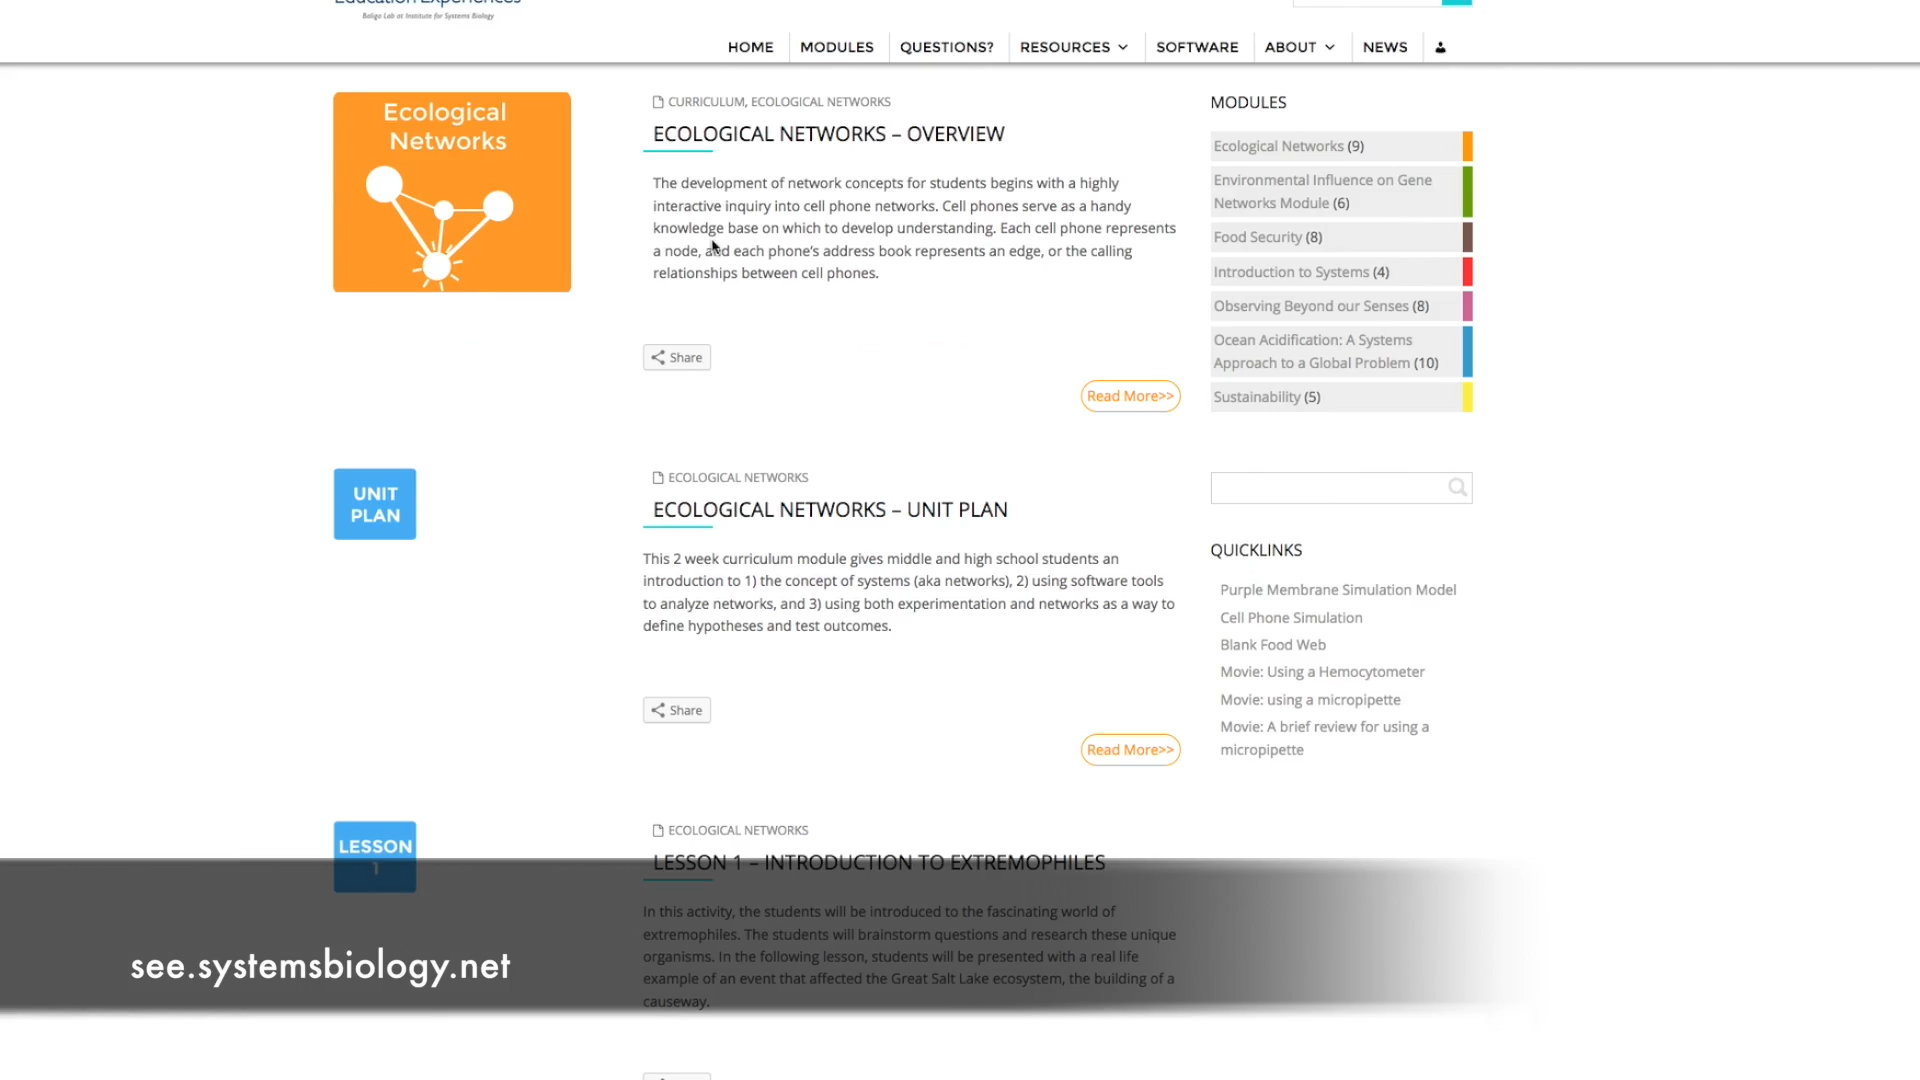 Education Experiences
Baliga Lab at Institute for Systems Biology
HOME MODULES QUESTIONS? RESOURCES SOFTWARE ABOUT NEWS
Ecological
Networks
CURRICULUM, ECOLOGICAL NETWORKS
ECOLOGICAL NETWORKS – OVERVIEW
The development of network concepts for students begins with a highly
interactive inquiry into cell phone networks. Cell phones serve as a handy
knowledge base on which to develop understanding. Each cell phone represents
a node, and each phone’s address book represents an edge, or the calling
relationships between cell phones.
Share
Read More>>
UNIT
PLAN
ECOLOGICAL NETWORKS
ECOLOGICAL NETWORKS – UNIT PLAN
This 2 week curriculum module gives middle and high school students an
introduction to 1) the concept of systems (aka networks), 2) using software tools
to analyze networks, and 3) using both experimentation and networks as a way to
define hypotheses and test outcomes.
Share
Read More>>
LESSON
1
ECOLOGICAL NETWORKS
LESSON 1 – INTRODUCTION TO EXTREMOPHILES
In this activity, the students will be introduced to the fascinating world of
extremophiles. The students will brainstorm questions and research these unique
organisms. In the following lesson, students will be presented with a real life
example of an event that affected the Great Salt Lake ecosystem, the building of a
causeway.
MODULES
Ecological Networks (9)
Environmental Influence on Gene
Networks Module (6)
Food Security (8)
Introduction to Systems (4)
Observing Beyond our Senses (8)
Ocean Acidification: A Systems
Approach to a Global Problem (10)
Sustainability (5)
QUICKLINKS
Purple Membrane Simulation Model
Cell Phone Simulation
Blank Food Web
Movie: Using a Hemocytometer
Movie: using a micropipette
Movie: A brief review for using a
micropipette
see.systemsbiology.net